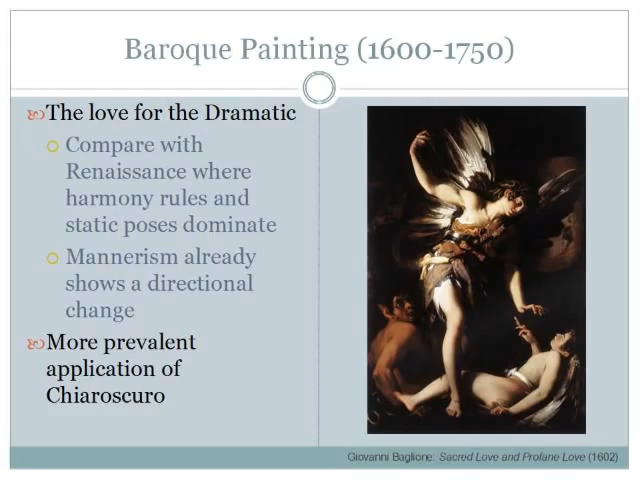 Baroque Painting (1600-1750)
The love for the Dramatic
Compare with
Renaissance where
harmony rules and
static poses dominate
Mannerism already
shows a directional
change
More prevalent
application of
Chiaroscuro
Giovanni Baglione: Sacred Love and Profane Love (1602)